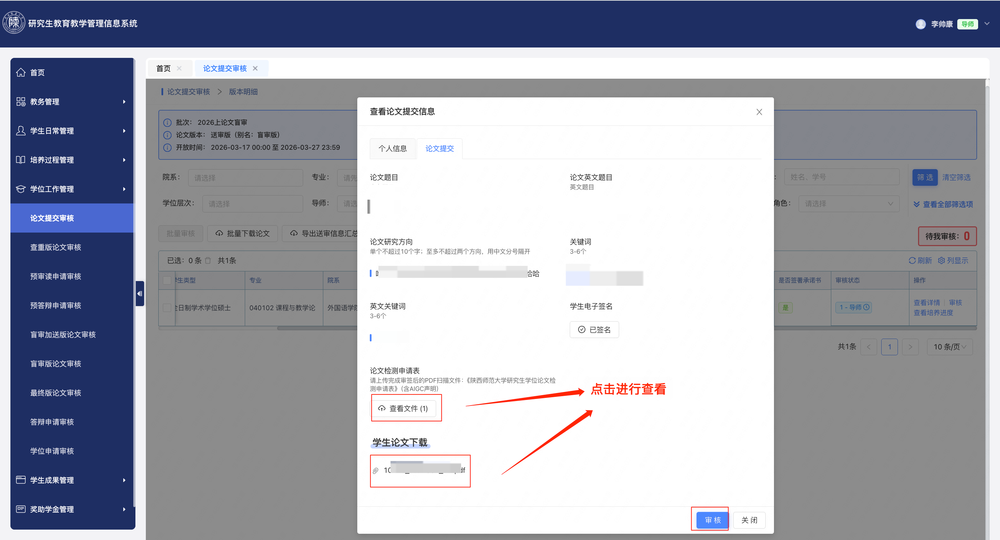 研究生教育教学管理信息系统
李帅康 导师
首页
教务管理
学生日常管理
培养过程管理
学位工作管理
论文提交审核
查重版论文审核
预审读申请审核
预答辩申请审核
盲审加送版论文审核
盲审版论文审核
最终版论文审核
答辩申请审核
学位申请审核
学生成果管理
奖助学金管理
首页 论文提交审核
论文提交审核 > 版本明细
批次： 2026上论文盲审
论文版本： 送审版（别名：盲审版）
开放时间： 2026-03-17 00:00 至 2026-03-27 23:59
院系： 请选择 专业： 请先
姓名、学号 筛选 清空筛选
学位层次： 请选择 导师： 请选
角色： 请选择 查看全部筛选项
批量审核 批量下载论文 导出送审信息汇总
待我审核：0
已选：0 条 共1条
刷新 列显示
学生类型 专业 院系 是否签署承诺书 审核状态 操作
全日制学术学位硕士 040102 课程与教学论 外国语学院 是 1 - 导师 查看详情 审核
查看培养进度
共1条 < 1 > 10 条/页
查看论文提交信息
个人信息 论文提交
论文题目
论文英文题目
英文题目
论文研究方向
单个不超过10个字；至多不超过两个方向，用中文分号隔开
哈哈
关键词
3-6个
英文关键词
3-6个
学生电子签名
已签名
论文检测申请表
请上传完成审签后的PDF扫描文件：《陕西师范大学研究生学位论文检
测申请表》（含AIGC声明）
查看文件 (1)
点击进行查看
学生论文下载
审核 关闭